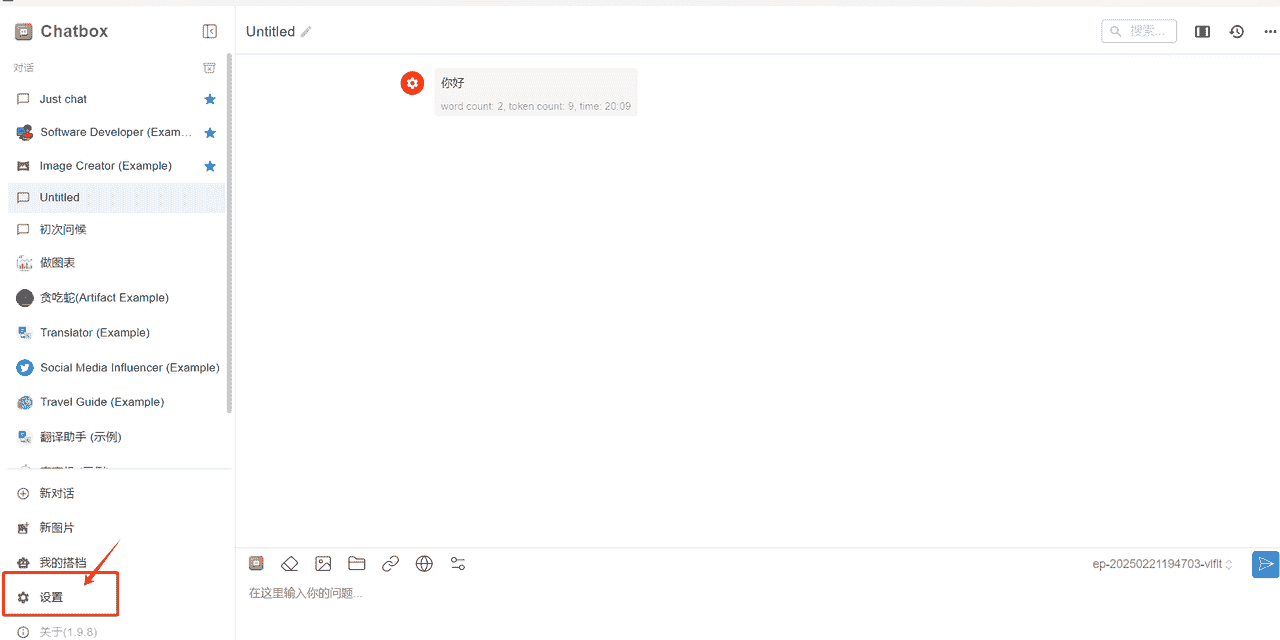 Chatbox
对话
Just chat
Software Developer (Exam...
Image Creator (Example)
Untitled
初次问候
做图表
贪吃蛇(Artifact Example)
Translator (Example)
Social Media Influencer (Example)
Travel Guide (Example)
翻译助手 (示例)
新对话
新图片
我的搭档
设置
关于(1.9.8)
Untitled
搜索...
你好
word count: 2, token count: 9, time: 20:09
ep-20250221194703-vlflt
在这里输入你的问题...